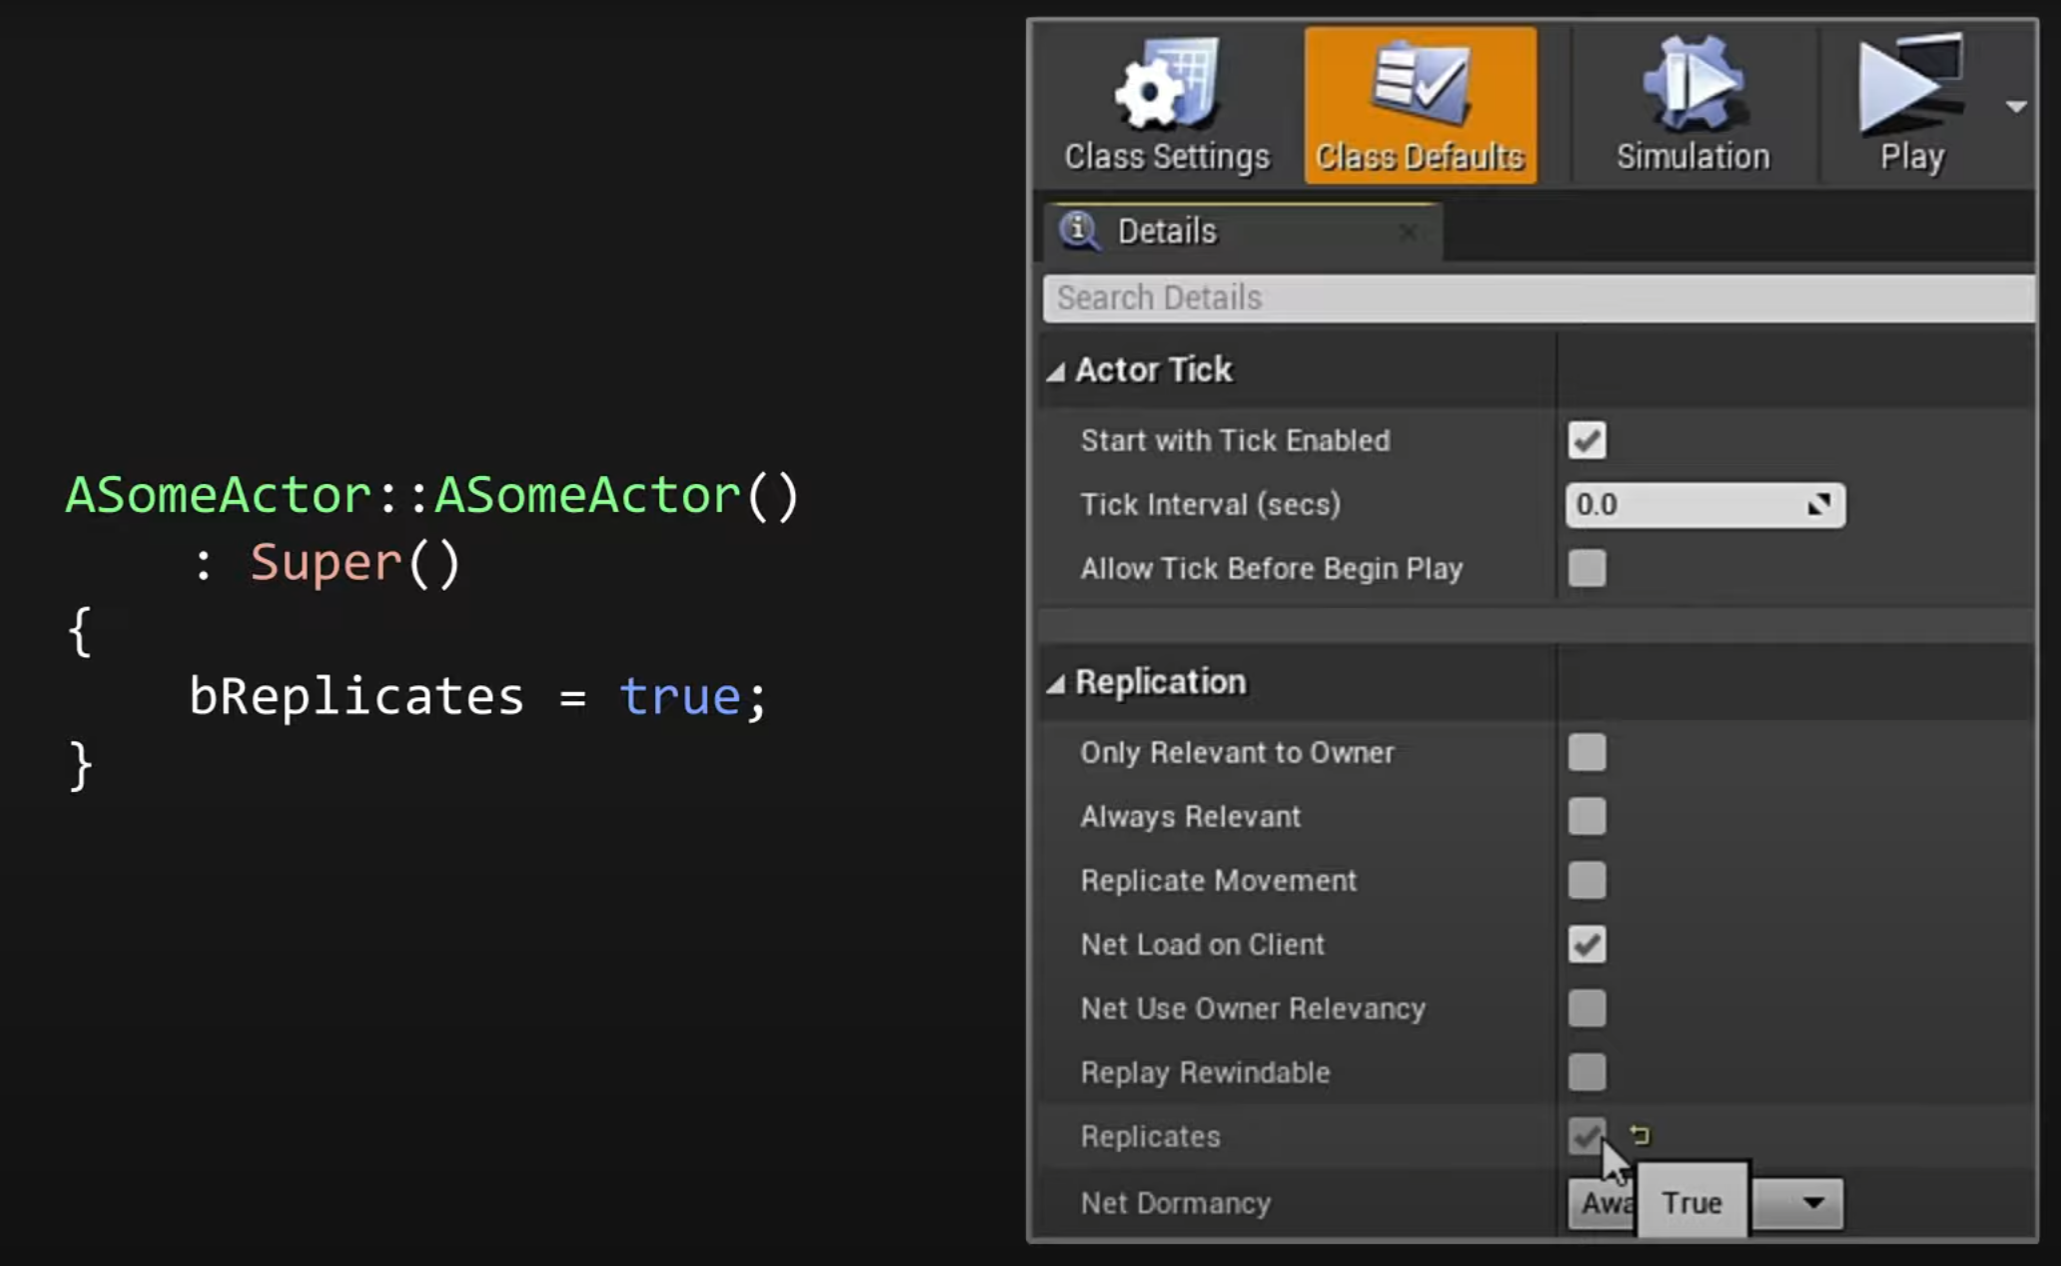 ASomeActor::ASomeActor()
: Super()
{
bReplicates = true;
}
Class Settings
Class Defaults
Simulation
Play
Details
Search Details
Actor Tick
Start with Tick Enabled
Tick Interval (secs) 0.0
Allow Tick Before Begin Play
Replication
Only Relevant to Owner
Always Relevant
Replicate Movement
Net Load on Client
Net Use Owner Relevancy
Replay Rewindable
Replicates
Net Dormancy Awa True